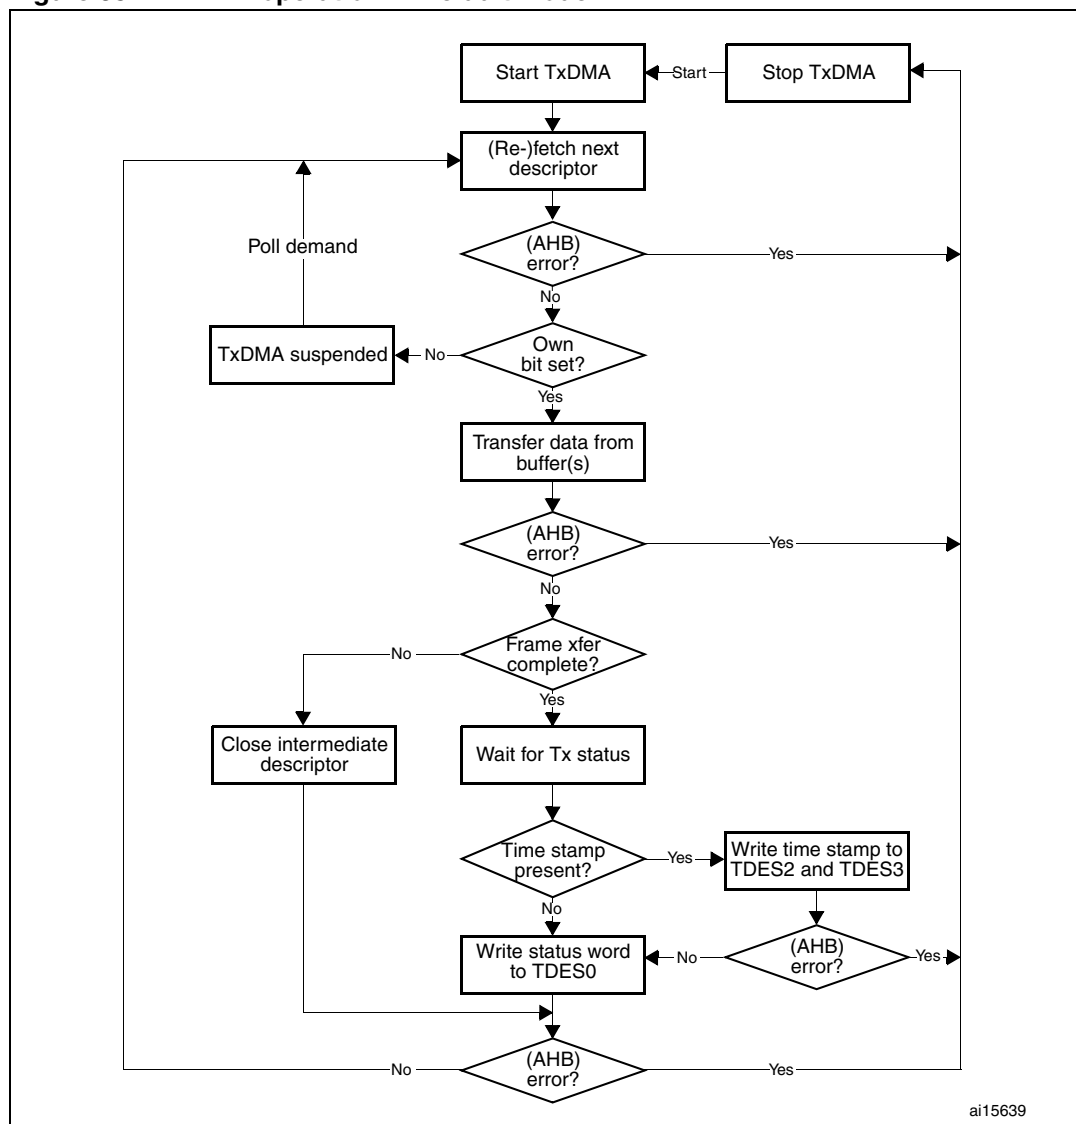 Start TxDMA
Start
Stop TxDMA
(Re-)fetch next
descriptor
(AHB)
error?
Yes
Poll demand
No
TxDMA suspended
No
Own
bit set?
Yes
Transfer data from
buffer(s)
(AHB)
error?
Yes
No
Frame xfer
complete?
No
Yes
Close intermediate
descriptor
Wait for Tx status
Time stamp
present?
Yes
Write time stamp to
TDES2 and TDES3
No
Write status word
to TDES0
No
(AHB)
error?
Yes
No
(AHB)
error?
Yes
ai15639